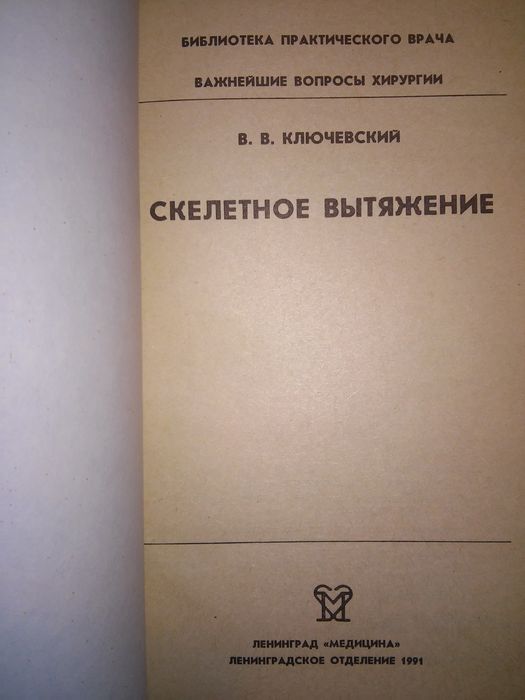 БИБЛИОТЕКА ПРАКТИЧЕСКОГО ВРАЧА
ВАЖНЕЙШИЕ ВОПРОСЫ ХИРУРГИИ
В. В. КЛЮЧЕВСКИЙ
СКЕЛЕТНОЕ ВЫТЯЖЕНИЕ
ЛЕНИНГРАД «МЕДИЦИНА»
ЛЕНИНГРАДСКОЕ ОТДЕЛЕНИЕ 1991